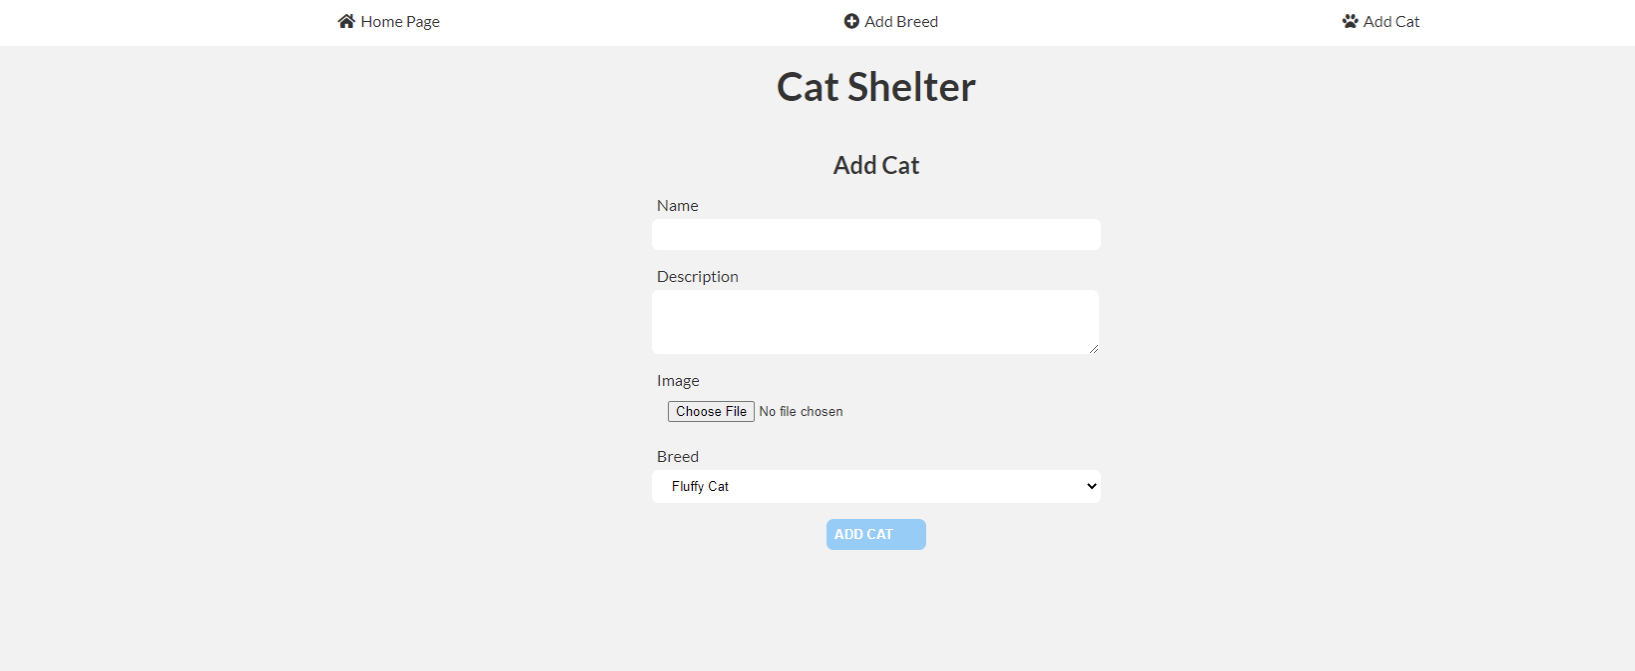 Home Page Add Breed Add Cat
Cat Shelter
Add Cat
Name
Description
Image
Choose File No file chosen
Breed
Fluffy Cat
ADD CAT